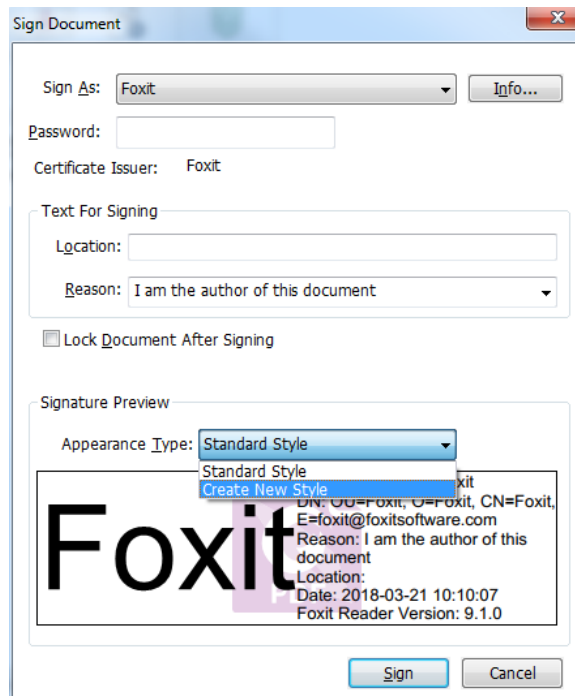 Sign Document
Sign As: Foxit Info...
Password:
Certificate Issuer: Foxit
Text For Signing
Location:
Reason: I am the author of this document
Lock Document After Signing
Signature Preview
Appearance Type: Standard Style
Standard Style
Create New Style
Foxit
DN: OU=Foxit, O=Foxit, CN=Foxit,
E=foxit@foxitsoftware.com
Reason: I am the author of this
document
Location:
Date: 2018-03-21 10:10:07
Foxit Reader Version: 9.1.0
Sign Cancel